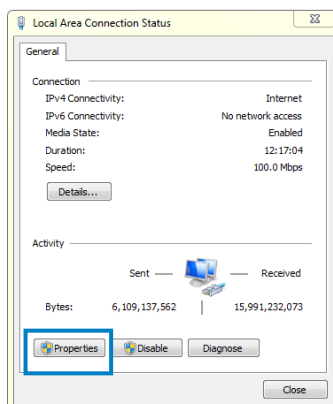 Local Area Connection Status
General
Connection
IPv4 Connectivity: Internet
IPv6 Connectivity: No network access
Media State: Enabled
Duration: 12:17:04
Speed: 100.0 Mbps
Details...
Activity
Sent Received
Bytes: 6,109,137,562 15,991,232,073
Properties Disable Diagnose
Close